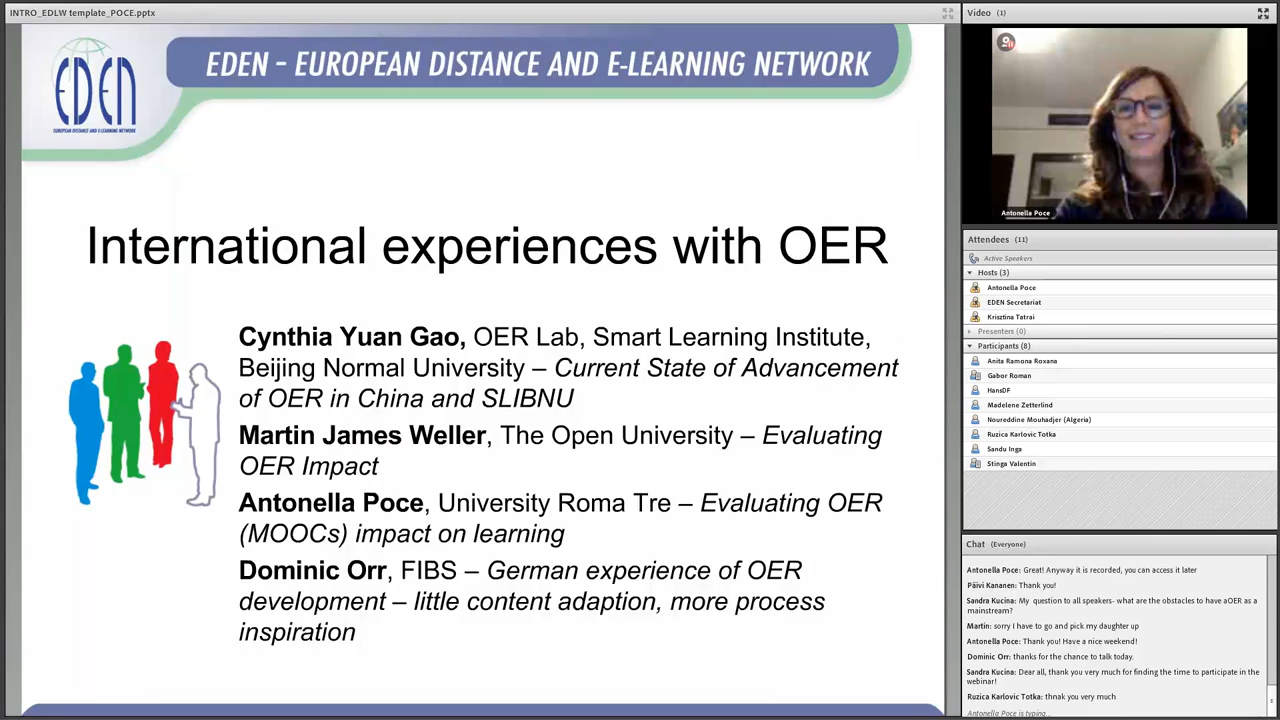 INTRO_EDLW template_POCE.pptx
EDEN
EUROPEAN DISTANCE AND E-LEARNING NETWORK
EDEN – EUROPEAN DISTANCE AND E-LEARNING NETWORK
International experiences with OER
Cynthia Yuan Gao, OER Lab, Smart Learning Institute,
Beijing Normal University – Current State of Advancement
of OER in China and SLIBNU
Martin James Weller, The Open University – Evaluating
OER Impact
Antonella Poce, University Roma Tre – Evaluating OER
(MOOCs) impact on learning
Dominic Orr, FIBS – German experience of OER
development – little content adaption, more process
inspiration
Video (1)
Antonella Poce
Attendees (11)
Active Speakers
Hosts (3)
Antonella Poce
EDEN Secretariat
Krisztina Tatrai
Presenters (0)
Participants (8)
Anita Ramona Roxana
Gabor Roman
HansDF
Madelene Zetterlind
Noureddine Mouhadjer (Algeria)
Ruzica Karlovic Totka
Sandu Inga
Stinga Valentin
Chat (Everyone)
Antonella Poce: Great! Anyway it is recorded, you can access it later
Päivi Kananen: Thank you!
Sandra Kucina: My question to all speakers- what are the obstacles to have aOER as a
mainstream?
Martin: sorry I have to go and pick my daughter up
Antonella Poce: Thank you! Have a nice weekend!
Dominic Orr: thanks for the chance to talk today.
Sandra Kucina: Dear all, thank you very much for finding the time to participate in the
webinar!
Ruzica Karlovic Totka: thnak you very much
Antonella Poce is typing...